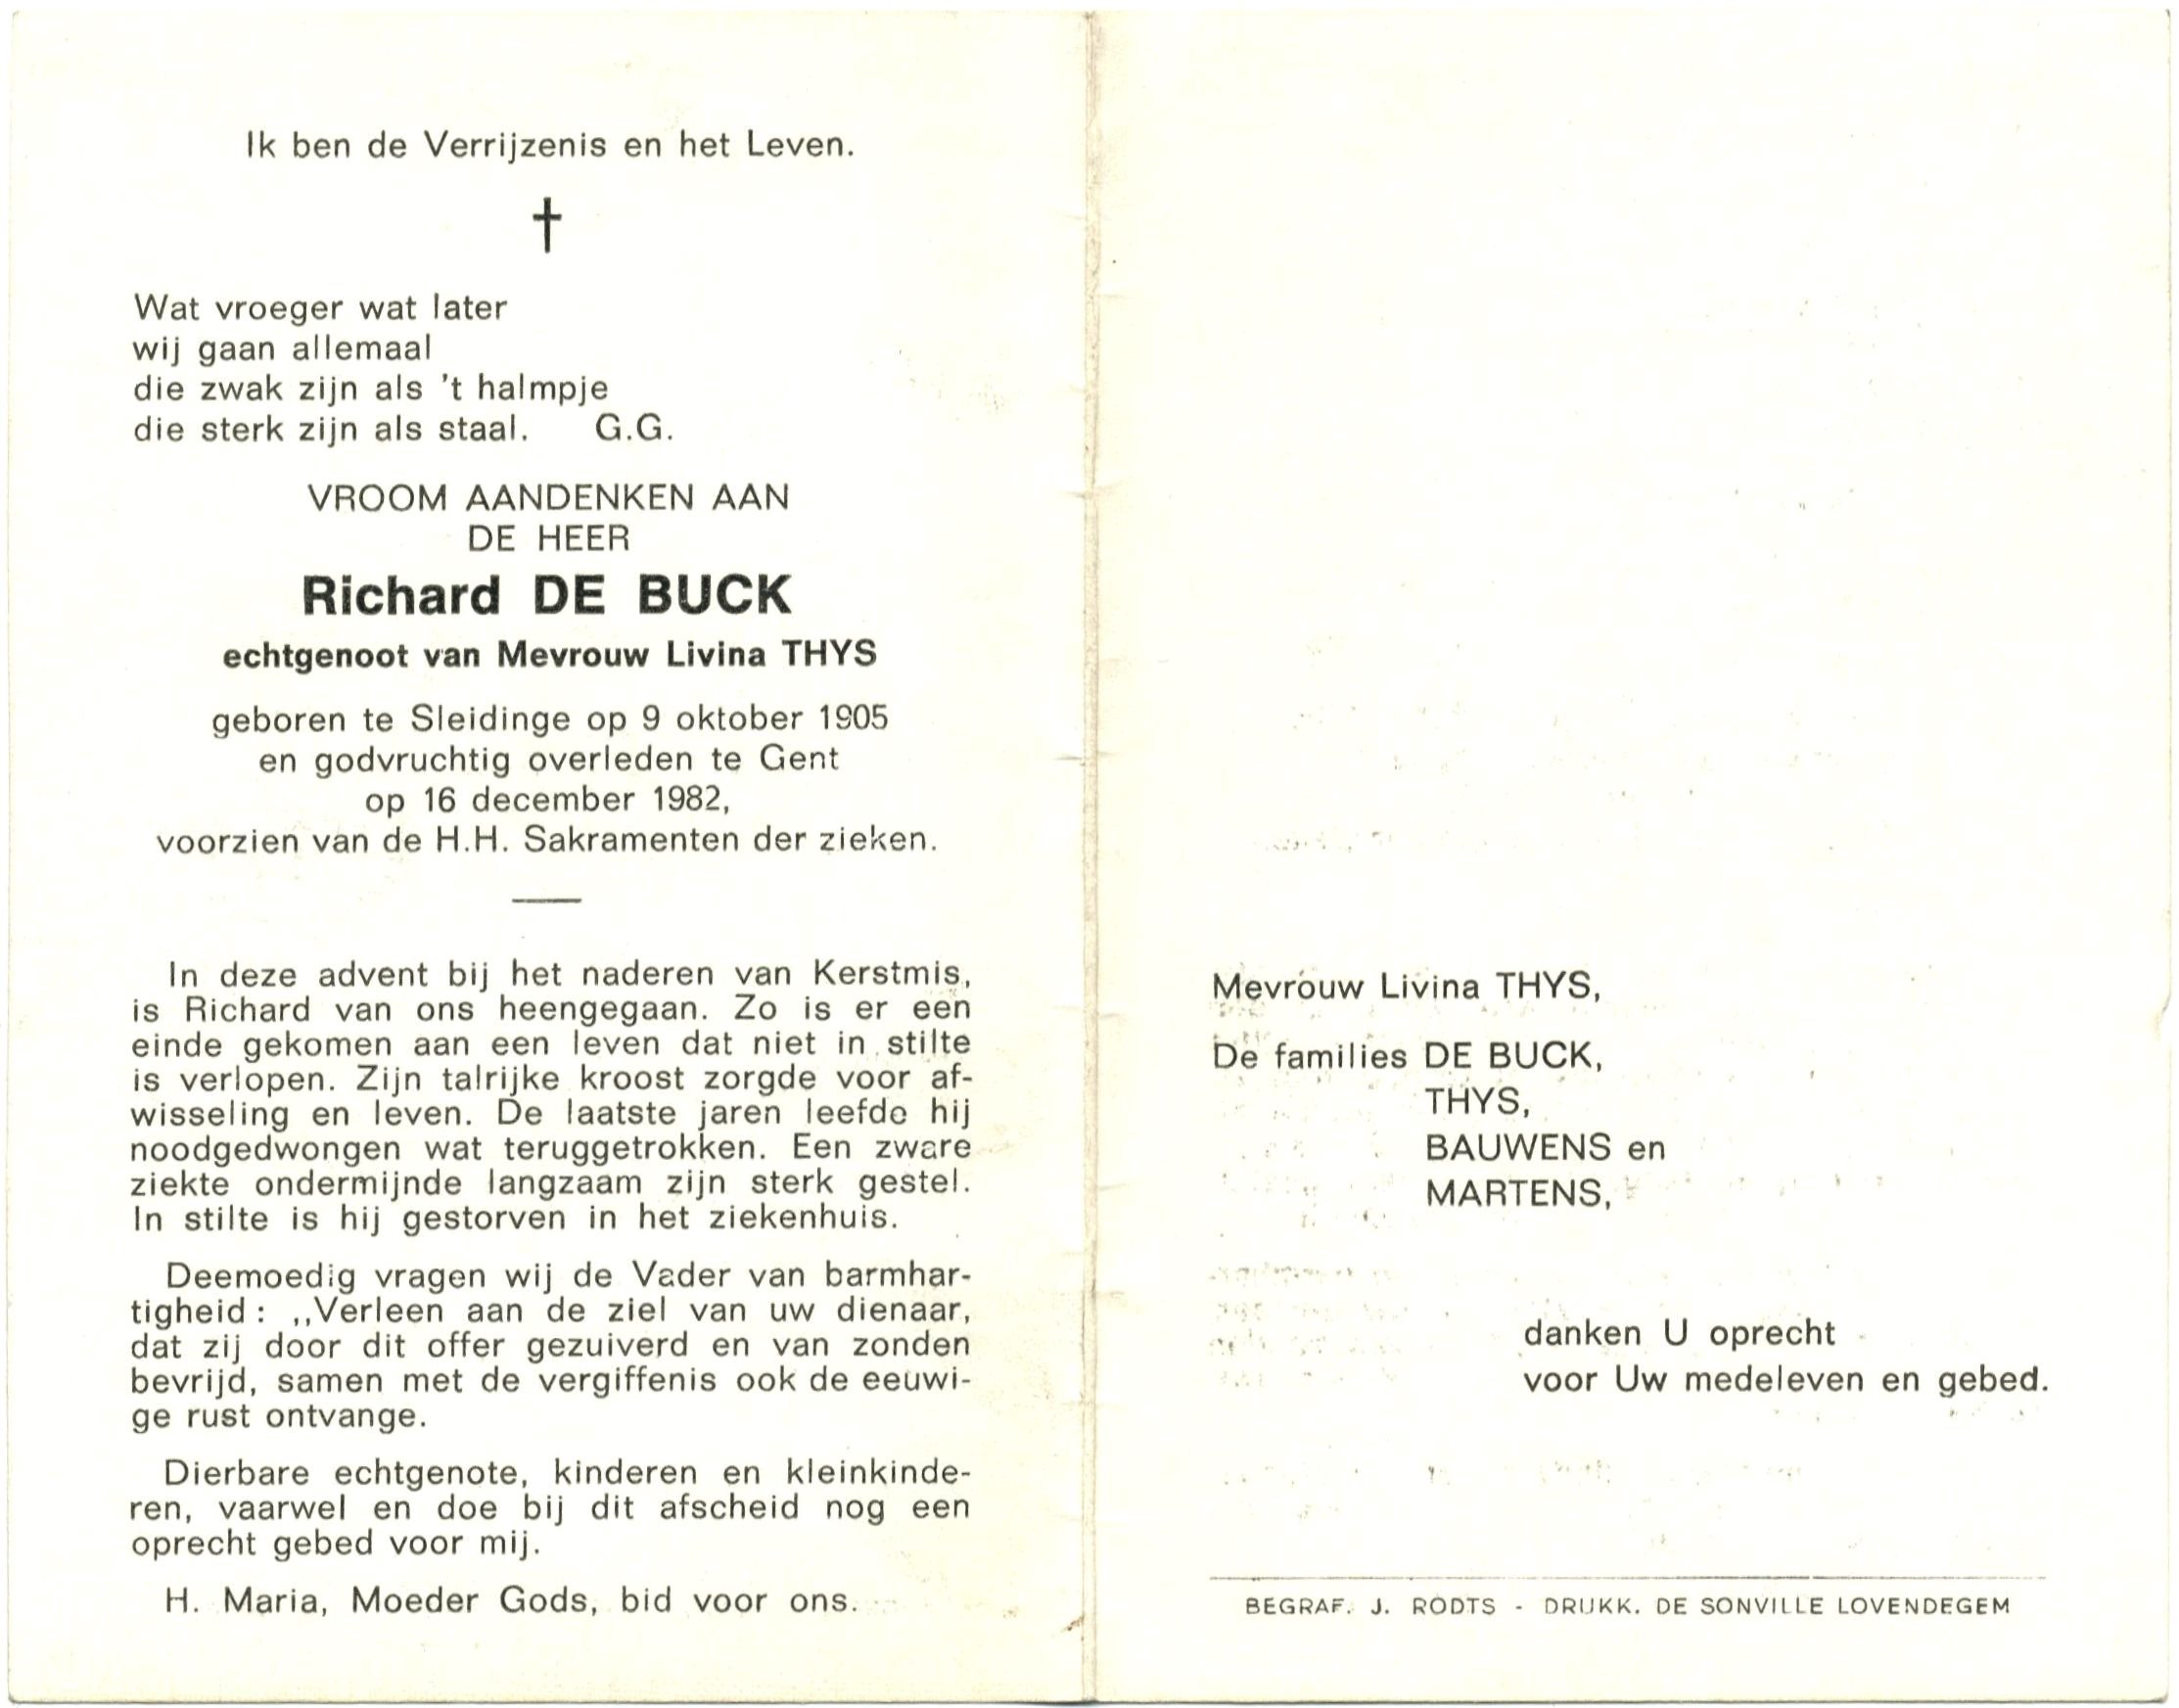 Ik ben de Verrijzenis en het Leven.
†
Wat vroeger wat later
wij gaan allemaal
die zwak zijn als 't halmpje
die sterk zijn als staal. G.G.
VROOM AANDENKEN AAN
DE HEER
Richard DE BUCK
echtgenoot van Mevrouw Livina THYS
geboren te Sleidinge op 9 oktober 1905
en godvruchtig overleden te Gent
op 16 december 1982,
voorzien van de H.H. Sakramenten der zieken.
In deze advent bij het naderen van Kerstmis,
is Richard van ons heengegaan. Zo is er een
einde gekomen aan een leven dat niet in stilte
is verlopen. Zijn talrijke kroost zorgde voor af-
wisseling en leven. De laatste jaren leefde hij
noodgedwongen wat teruggetrokken. Een zware
ziekte ondermijnde langzaam zijn sterk gestel.
In stilte is hij gestorven in het ziekenhuis.
Deemoedig vragen wij de Vader van barmhar-
tigheid : ,,Verleen aan de ziel van uw dienaar,
dat zij door dit offer gezuiverd en van zonden
bevrijd, samen met de vergiffenis ook de eeuwi-
ge rust ontvange.
Dierbare echtgenote, kinderen en kleinkinde-
ren, vaarwel en doe bij dit afscheid nog een
oprecht gebed voor mij.
H. Maria, Moeder Gods, bid voor ons.
Mevrouw Livina THYS,
De families DE BUCK,
THYS,
BAUWENS en
MARTENS,
danken U oprecht
voor Uw medeleven en gebed.
BEGRAF. J. RODTS - DRUKK. DE SONVILLE LOVENDEGEM